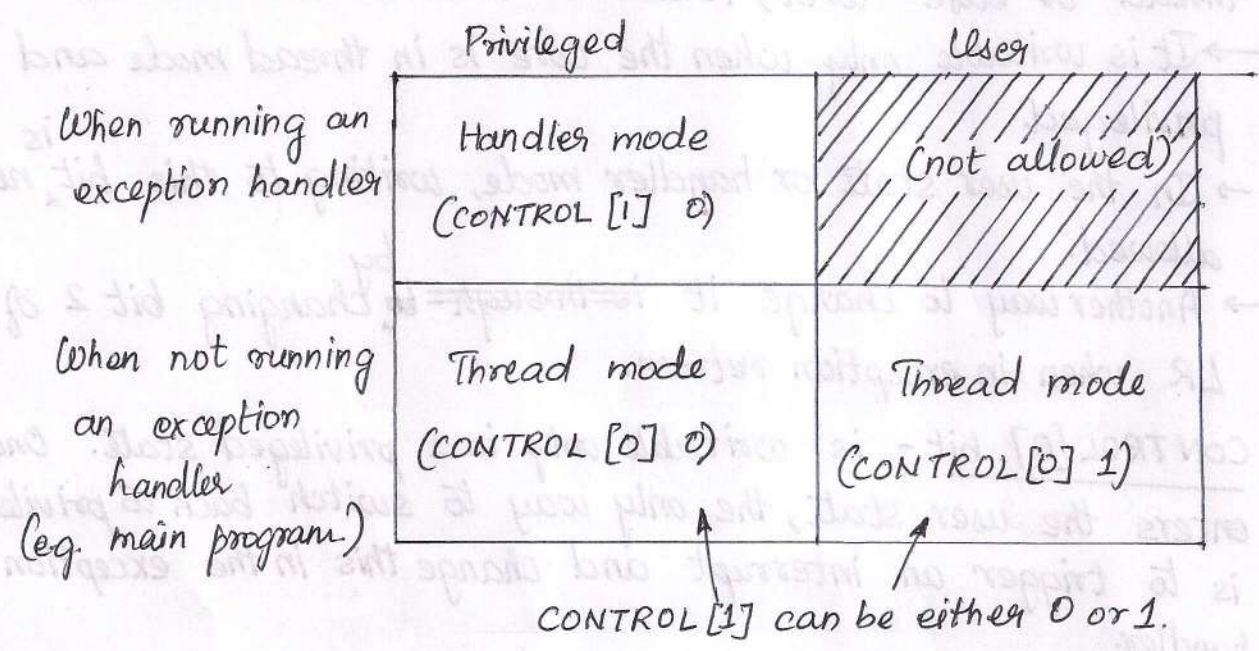 Privileged
User
When running an
exception handler
Handler mode
(CONTROL [1] 0)
(not allowed)
When not running
an exception
handler
(e.g. main program)
Thread mode
(CONTROL [0] 0)
Thread mode
(CONTROL [0] 1)
CONTROL [1] can be either 0 or 1.